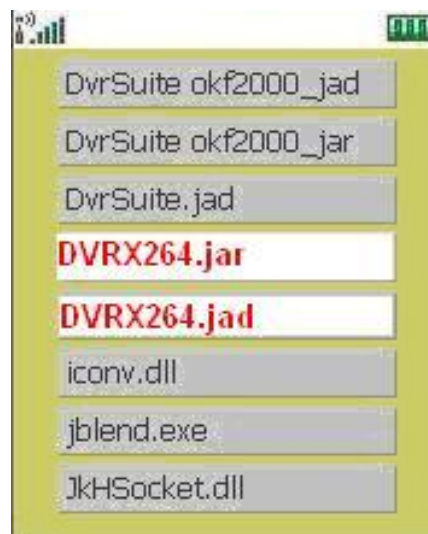 DvrSuite okf2000_jad
DvrSuite okf2000_jar
DvrSuite.jad
DVRX264.jar
DVRX264.jad
iconv.dll
jblend.exe
JkHSocket.dll